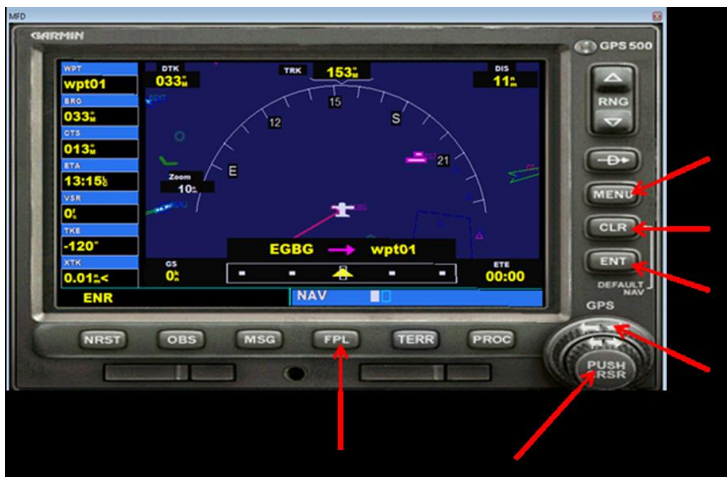 MFD
GARMIN
GPS 500
WPT
wpt01
BRG
033°M
CTS
013°M
ETA
13:15
VSR
0
TKE
-120°
XTK
0.01<
DTK
033°M
TRK
153°M
DIS
11
12
15
S
21
E
Zoom
10
EGBG
wpt01
GS
0
ETE
00:00
ENR
NAV
RNG
D
MENU
CLR
ENT
DEFAULT
NAV
GPS
NRST
OBS
MSG
FPL
TERR
PROC
PUSH
CRSR